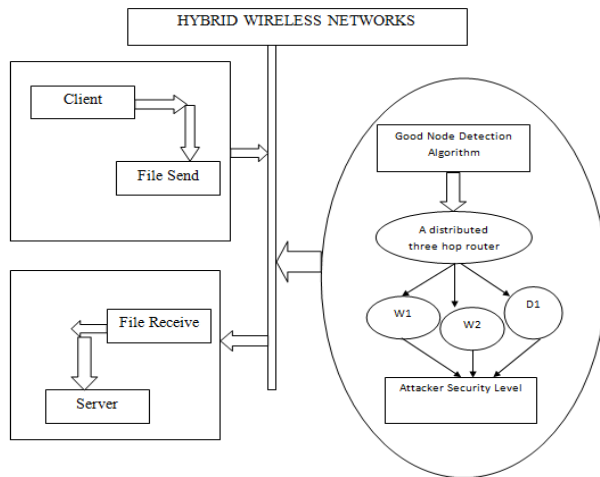 HYBRID WIRELESS NETWORKS
Client
File Send
File Receive
Server
Good Node Detection
Algorithm
A distributed
three hop router
W1
W2
D1
Attacker Security Level